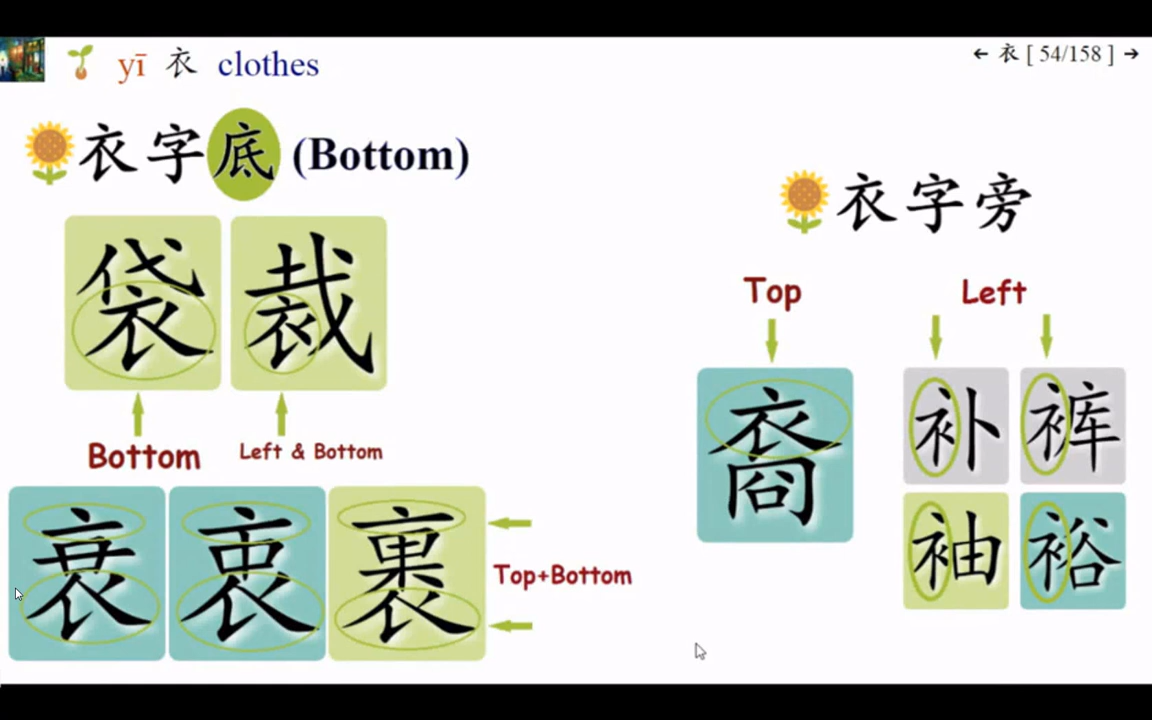 yī 衣 clothes
← 衣 [ 54/158 ] →
衣字底 (Bottom)
衣字旁
袋 裁
Bottom
Left & Bottom
衰 衷 裹
Top+Bottom
Top
Left
裔
补 裤
袖 裕